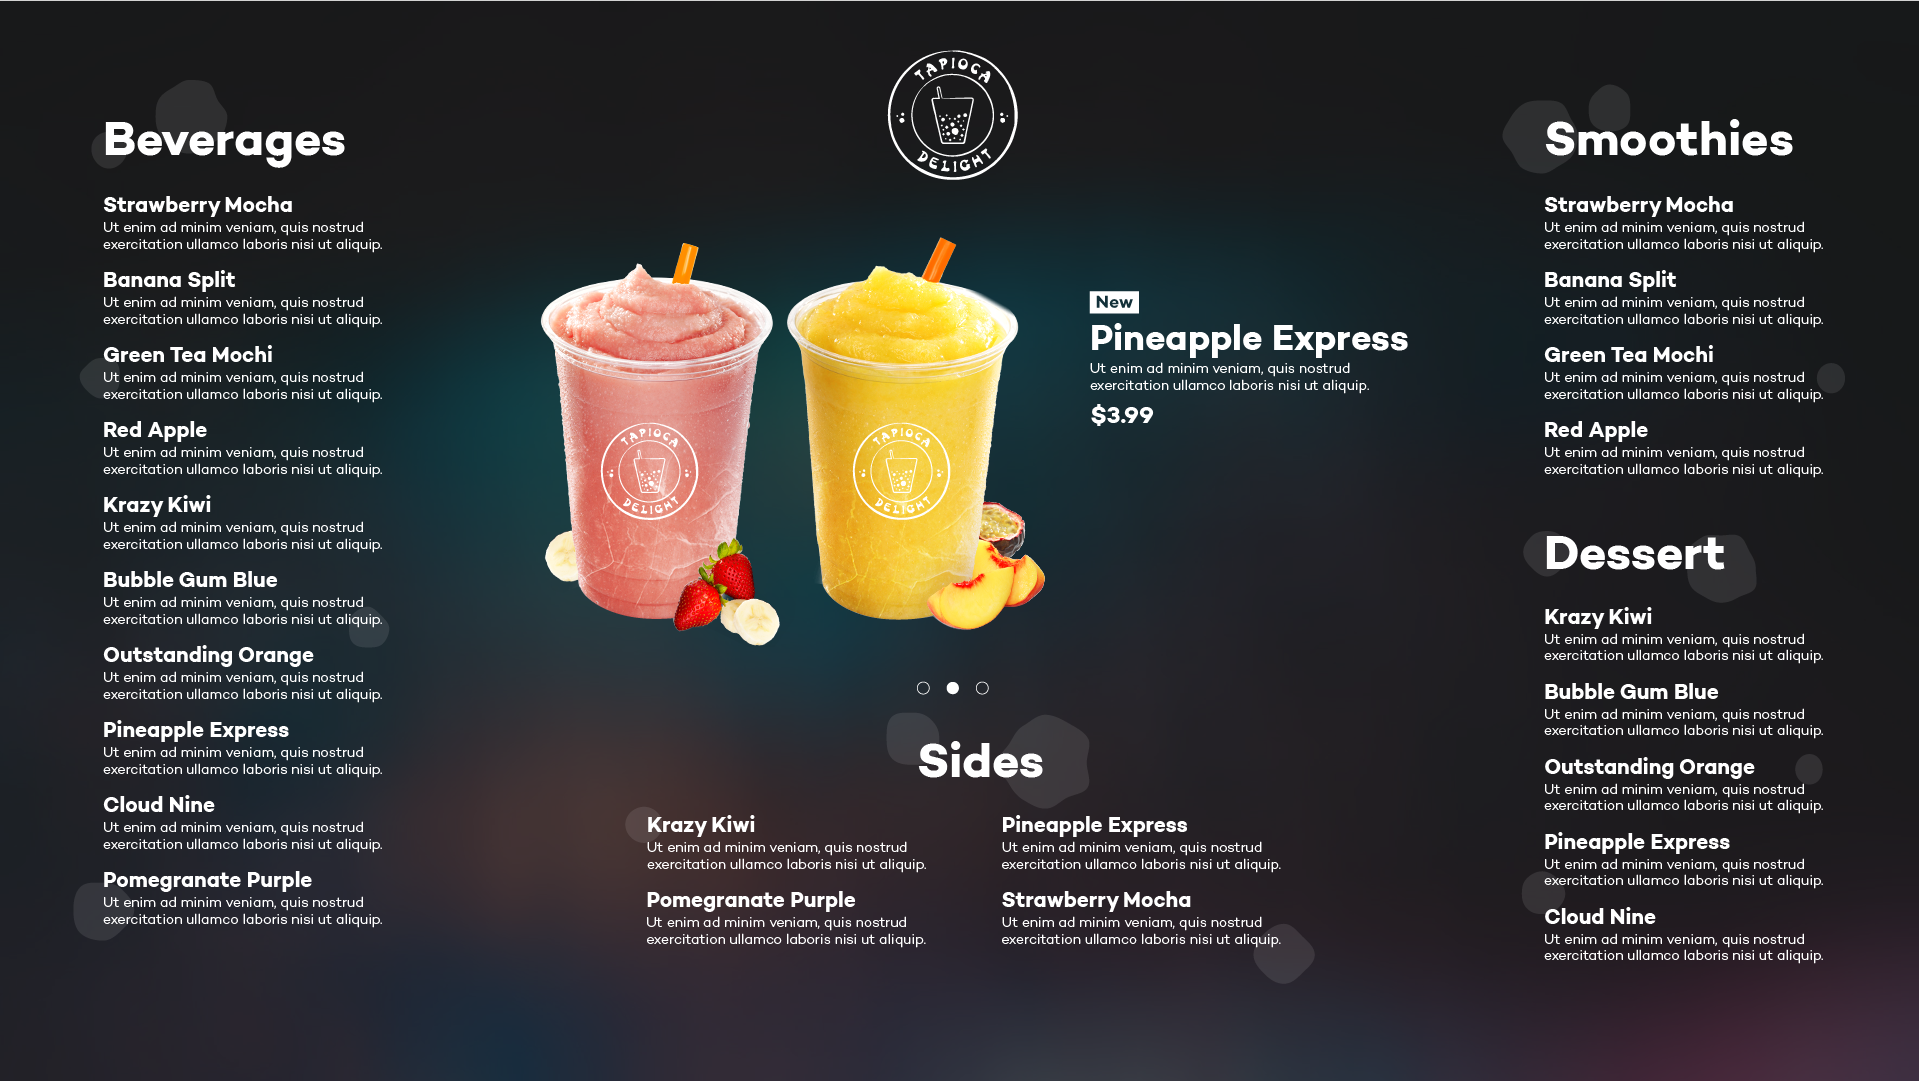 TAPIOCA
DELIGHT
Beverages
Strawberry Mocha
Ut enim ad minim veniam, quis nostrud
exercitation ullamco laboris nisi ut aliquip.
Banana Split
Ut enim ad minim veniam, quis nostrud
exercitation ullamco laboris nisi ut aliquip.
Green Tea Mochi
Ut enim ad minim veniam, quis nostrud
exercitation ullamco laboris nisi ut aliquip.
Red Apple
Ut enim ad minim veniam, quis nostrud
exercitation ullamco laboris nisi ut aliquip.
Krazy Kiwi
Ut enim ad minim veniam, quis nostrud
exercitation ullamco laboris nisi ut aliquip.
Bubble Gum Blue
Ut enim ad minim veniam, quis nostrud
exercitation ullamco laboris nisi ut aliquip.
Outstanding Orange
Ut enim ad minim veniam, quis nostrud
exercitation ullamco laboris nisi ut aliquip.
Pineapple Express
Ut enim ad minim veniam, quis nostrud
exercitation ullamco laboris nisi ut aliquip.
Cloud Nine
Ut enim ad minim veniam, quis nostrud
exercitation ullamco laboris nisi ut aliquip.
Pomegranate Purple
Ut enim ad minim veniam, quis nostrud
exercitation ullamco laboris nisi ut aliquip.
TAPIOCA
DELIGHT
TAPIOCA
DELIGHT
New
Pineapple Express
Ut enim ad minim veniam, quis nostrud
exercitation ullamco laboris nisi ut aliquip.
$3.99
Sides
Krazy Kiwi
Ut enim ad minim veniam, quis nostrud
exercitation ullamco laboris nisi ut aliquip.
Pomegranate Purple
Ut enim ad minim veniam, quis nostrud
exercitation ullamco laboris nisi ut aliquip.
Pineapple Express
Ut enim ad minim veniam, quis nostrud
exercitation ullamco laboris nisi ut aliquip.
Strawberry Mocha
Ut enim ad minim veniam, quis nostrud
exercitation ullamco laboris nisi ut aliquip.
Smoothies
Strawberry Mocha
Ut enim ad minim veniam, quis nostrud
exercitation ullamco laboris nisi ut aliquip.
Banana Split
Ut enim ad minim veniam, quis nostrud
exercitation ullamco laboris nisi ut aliquip.
Green Tea Mochi
Ut enim ad minim veniam, quis nostrud
exercitation ullamco laboris nisi ut aliquip.
Red Apple
Ut enim ad minim veniam, quis nostrud
exercitation ullamco laboris nisi ut aliquip.
Dessert
Krazy Kiwi
Ut enim ad minim veniam, quis nostrud
exercitation ullamco laboris nisi ut aliquip.
Bubble Gum Blue
Ut enim ad minim veniam, quis nostrud
exercitation ullamco laboris nisi ut aliquip.
Outstanding Orange
Ut enim ad minim veniam, quis nostrud
exercitation ullamco laboris nisi ut aliquip.
Pineapple Express
Ut enim ad minim veniam, quis nostrud
exercitation ullamco laboris nisi ut aliquip.
Cloud Nine
Ut enim ad minim veniam, quis nostrud
exercitation ullamco laboris nisi ut aliquip.